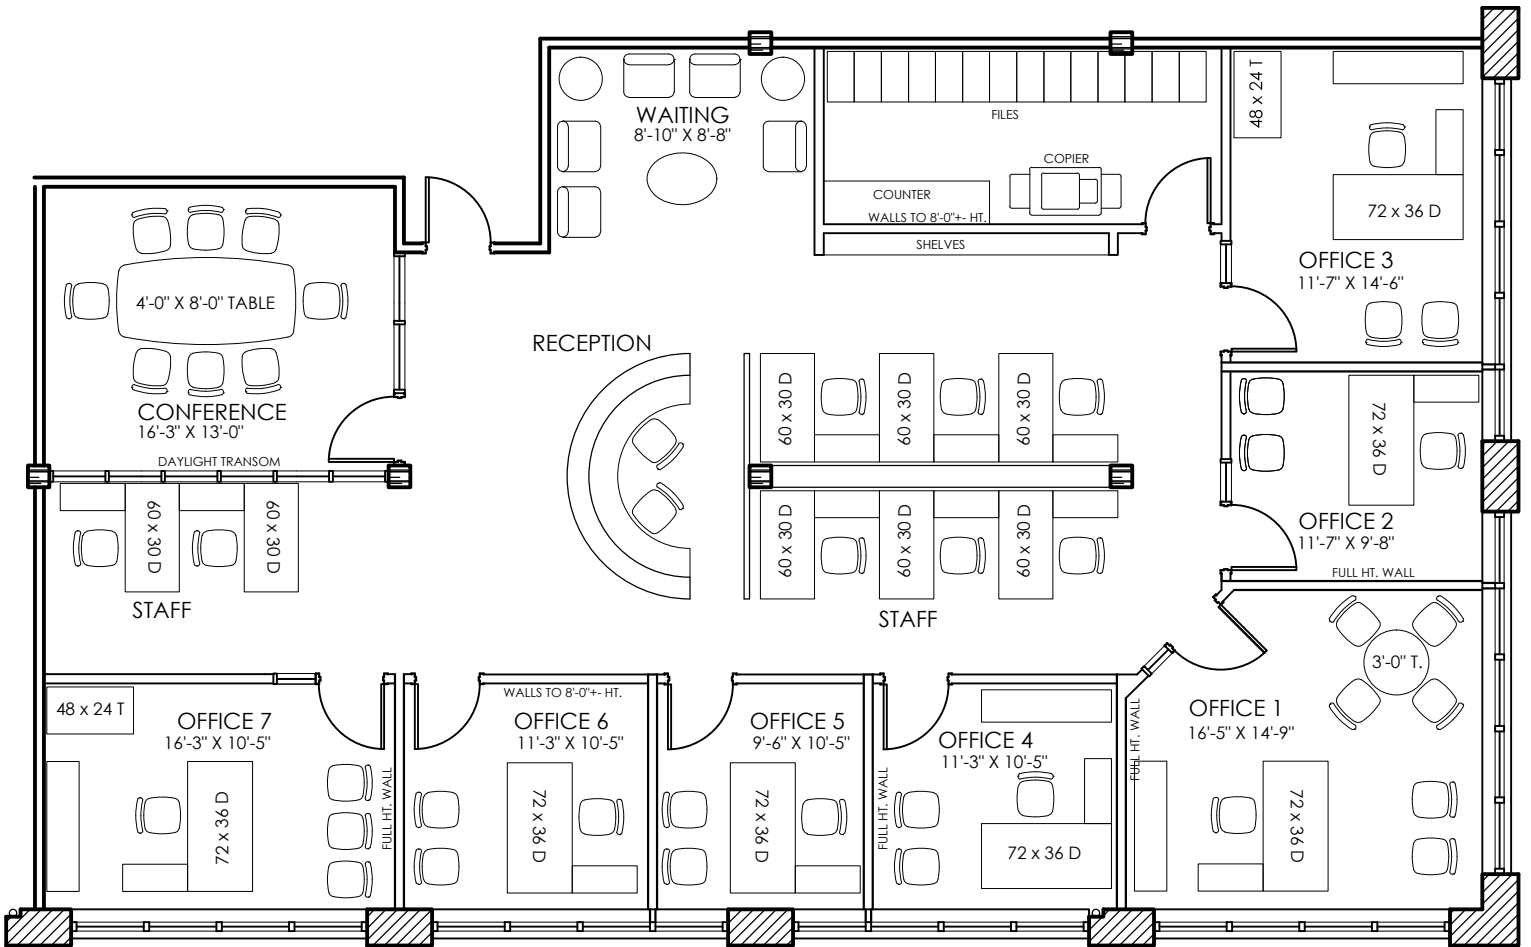 WAITING
8'-10" X 8'-8"
FILES
COPIER
COUNTER
WALLS TO 8'-0"+- HT.
SHELVES
48 x 24 T
72 x 36 D
OFFICE 3
11'-7" X 14'-6"
4'-0" X 8'-0" TABLE
CONFERENCE
16'-3" X 13'-0"
DAYLIGHT TRANSOM
RECEPTION
60 x 30 D
60 x 30 D
60 x 30 D
60 x 30 D
60 x 30 D
60 x 30 D
STAFF
60 x 30 D
60 x 30 D
STAFF
72 x 36 D
OFFICE 2
11'-7" X 9'-8"
FULL HT. WALL
3'-0" T.
OFFICE 1
16'-5" X 14'-9"
FULL HT. WALL
72 x 36 D
48 x 24 T
OFFICE 7
16'-3" X 10'-5"
72 x 36 D
FULL HT. WALL
WALLS TO 8'-0"+- HT.
OFFICE 6
11'-3" X 10'-5"
72 x 36 D
OFFICE 5
9'-6" X 10'-5"
72 x 36 D
FULL HT. WALL
OFFICE 4
11'-3" X 10'-5"
72 x 36 D